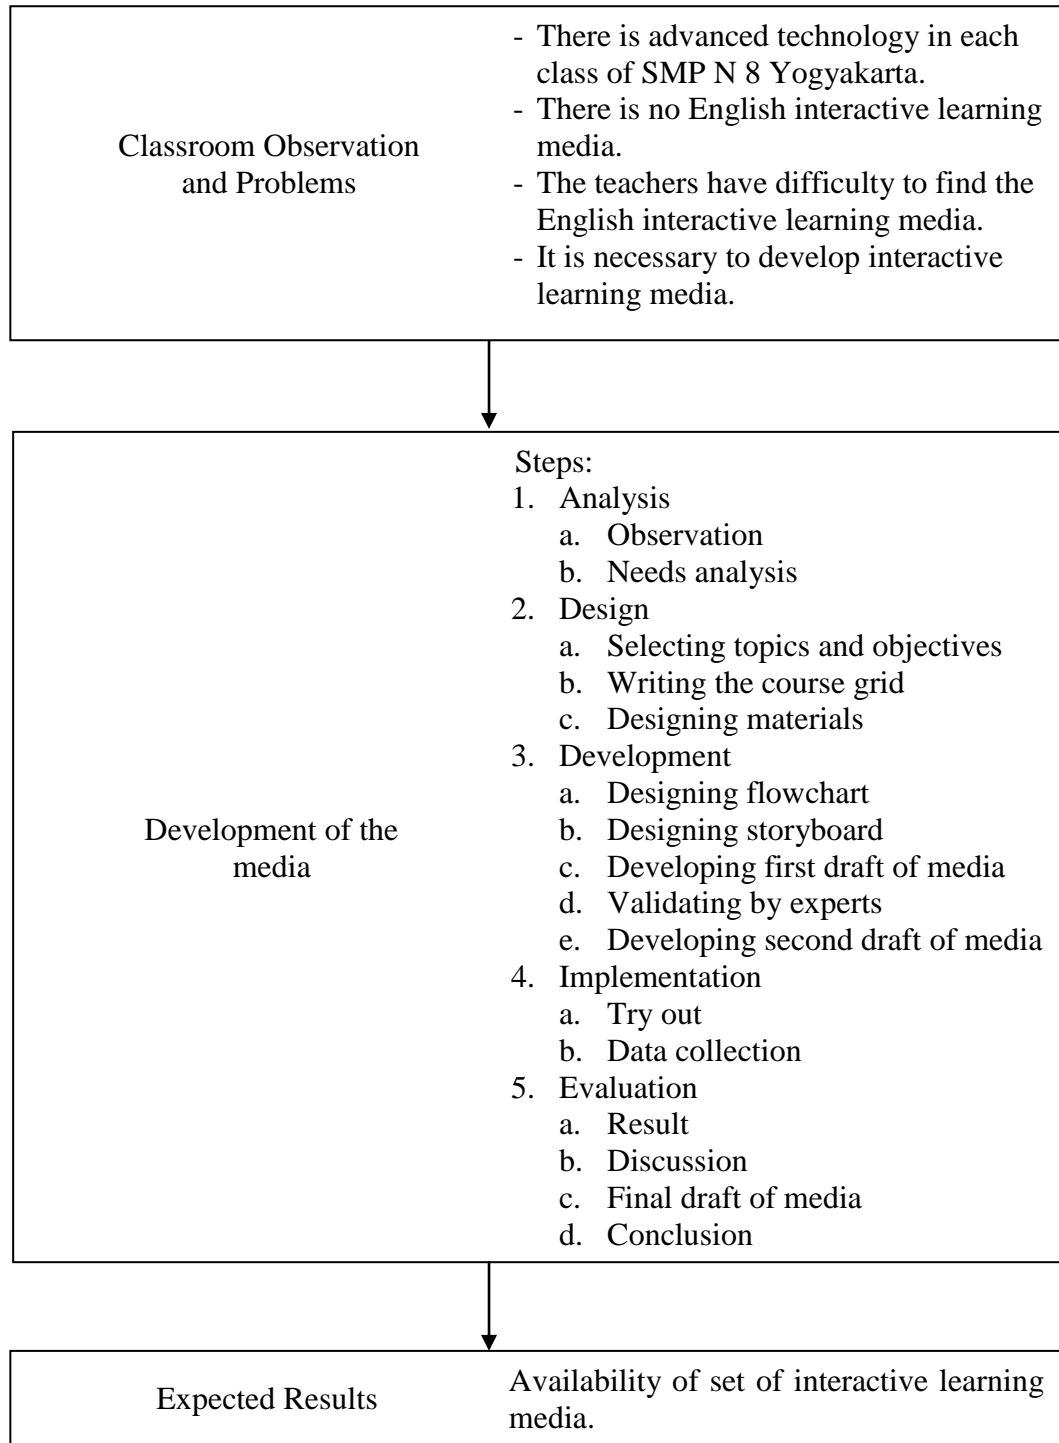 Classroom Observation
and Problems
- There is advanced technology in each
class of SMP N 8 Yogyakarta.
- There is no English interactive learning
media.
- The teachers have difficulty to find the
English interactive learning media.
- It is necessary to develop interactive
learning media.
Development of the
media
Steps:
1. Analysis
a. Observation
b. Needs analysis
2. Design
a. Selecting topics and objectives
b. Writing the course grid
c. Designing materials
3. Development
a. Designing flowchart
b. Designing storyboard
c. Developing first draft of media
d. Validating by experts
e. Developing second draft of media
4. Implementation
a. Try out
b. Data collection
5. Evaluation
a. Result
b. Discussion
c. Final draft of media
d. Conclusion
Expected Results
Availability of set of interactive learning
media.